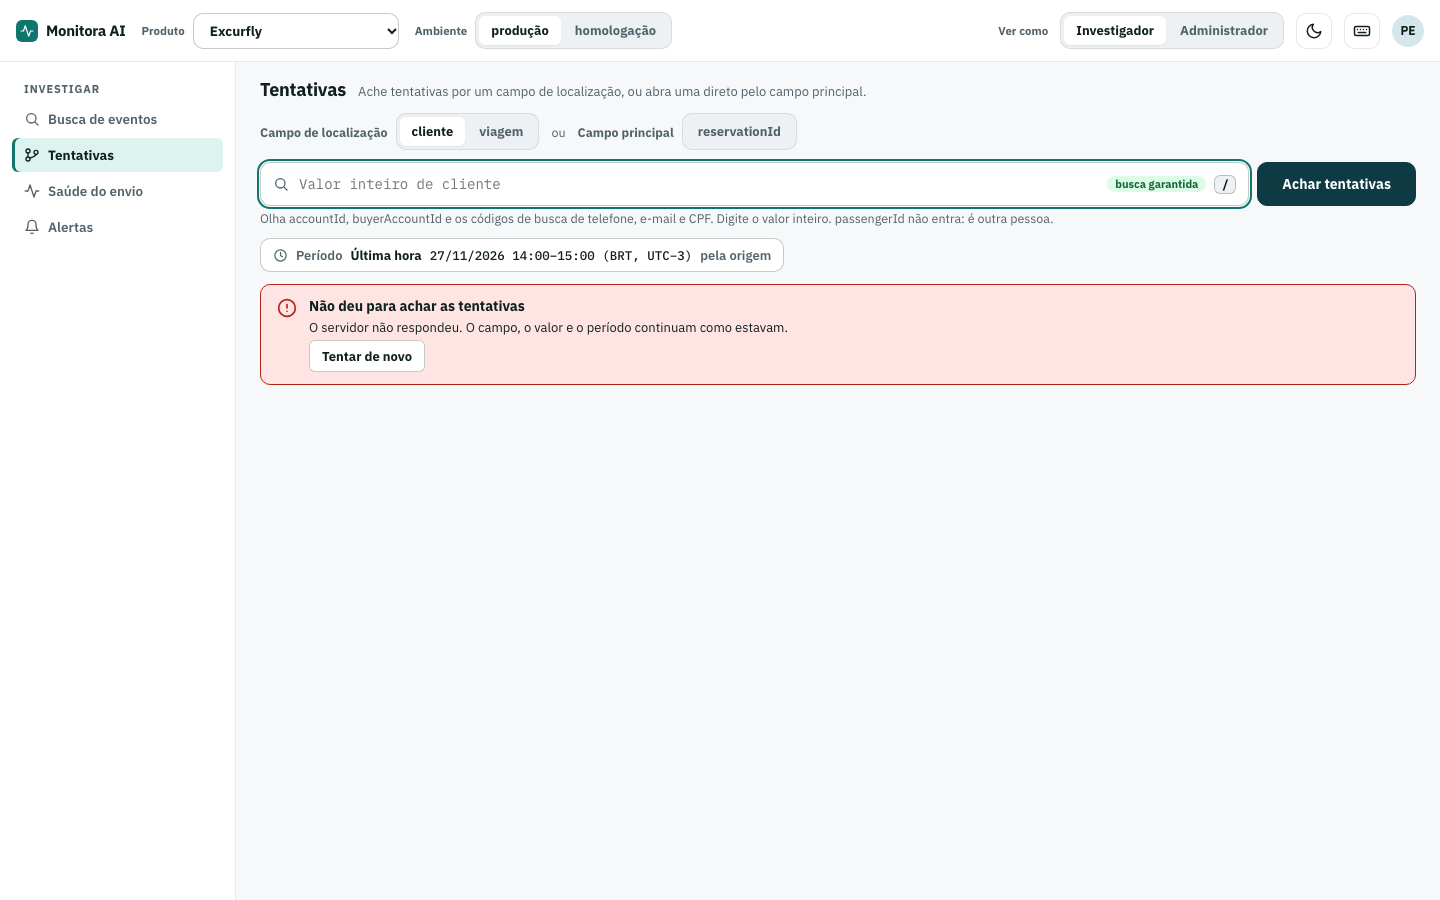 Monitora AI Produto Excurfly Ambiente produção homologação Ver como Investigador Administrador PE
INVESTIGAR
Busca de eventos
Tentativas
Saúde do envio
Alertas
Tentativas Ache tentativas por um campo de localização, ou abra uma direto pelo campo principal.
Campo de localização cliente viagem ou Campo principal reservationId
Valor inteiro de cliente busca garantida / Achar tentativas
Olha accountId, buyerAccountId e os códigos de busca de telefone, e-mail e CPF. Digite o valor inteiro. passengerId não entra: é outra pessoa.
Período Última hora 27/11/2026 14:00–15:00 (BRT, UTC−3) pela origem
Não deu para achar as tentativas
O servidor não respondeu. O campo, o valor e o período continuam como estavam.
Tentar de novo